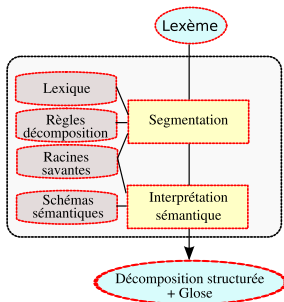 Lexème
Lexique
Règles
décomposition
Segmentation
Racines
savantes
Schémas
sémantiques
Interprétation
sémantique
Décomposition structurée
+ Glose